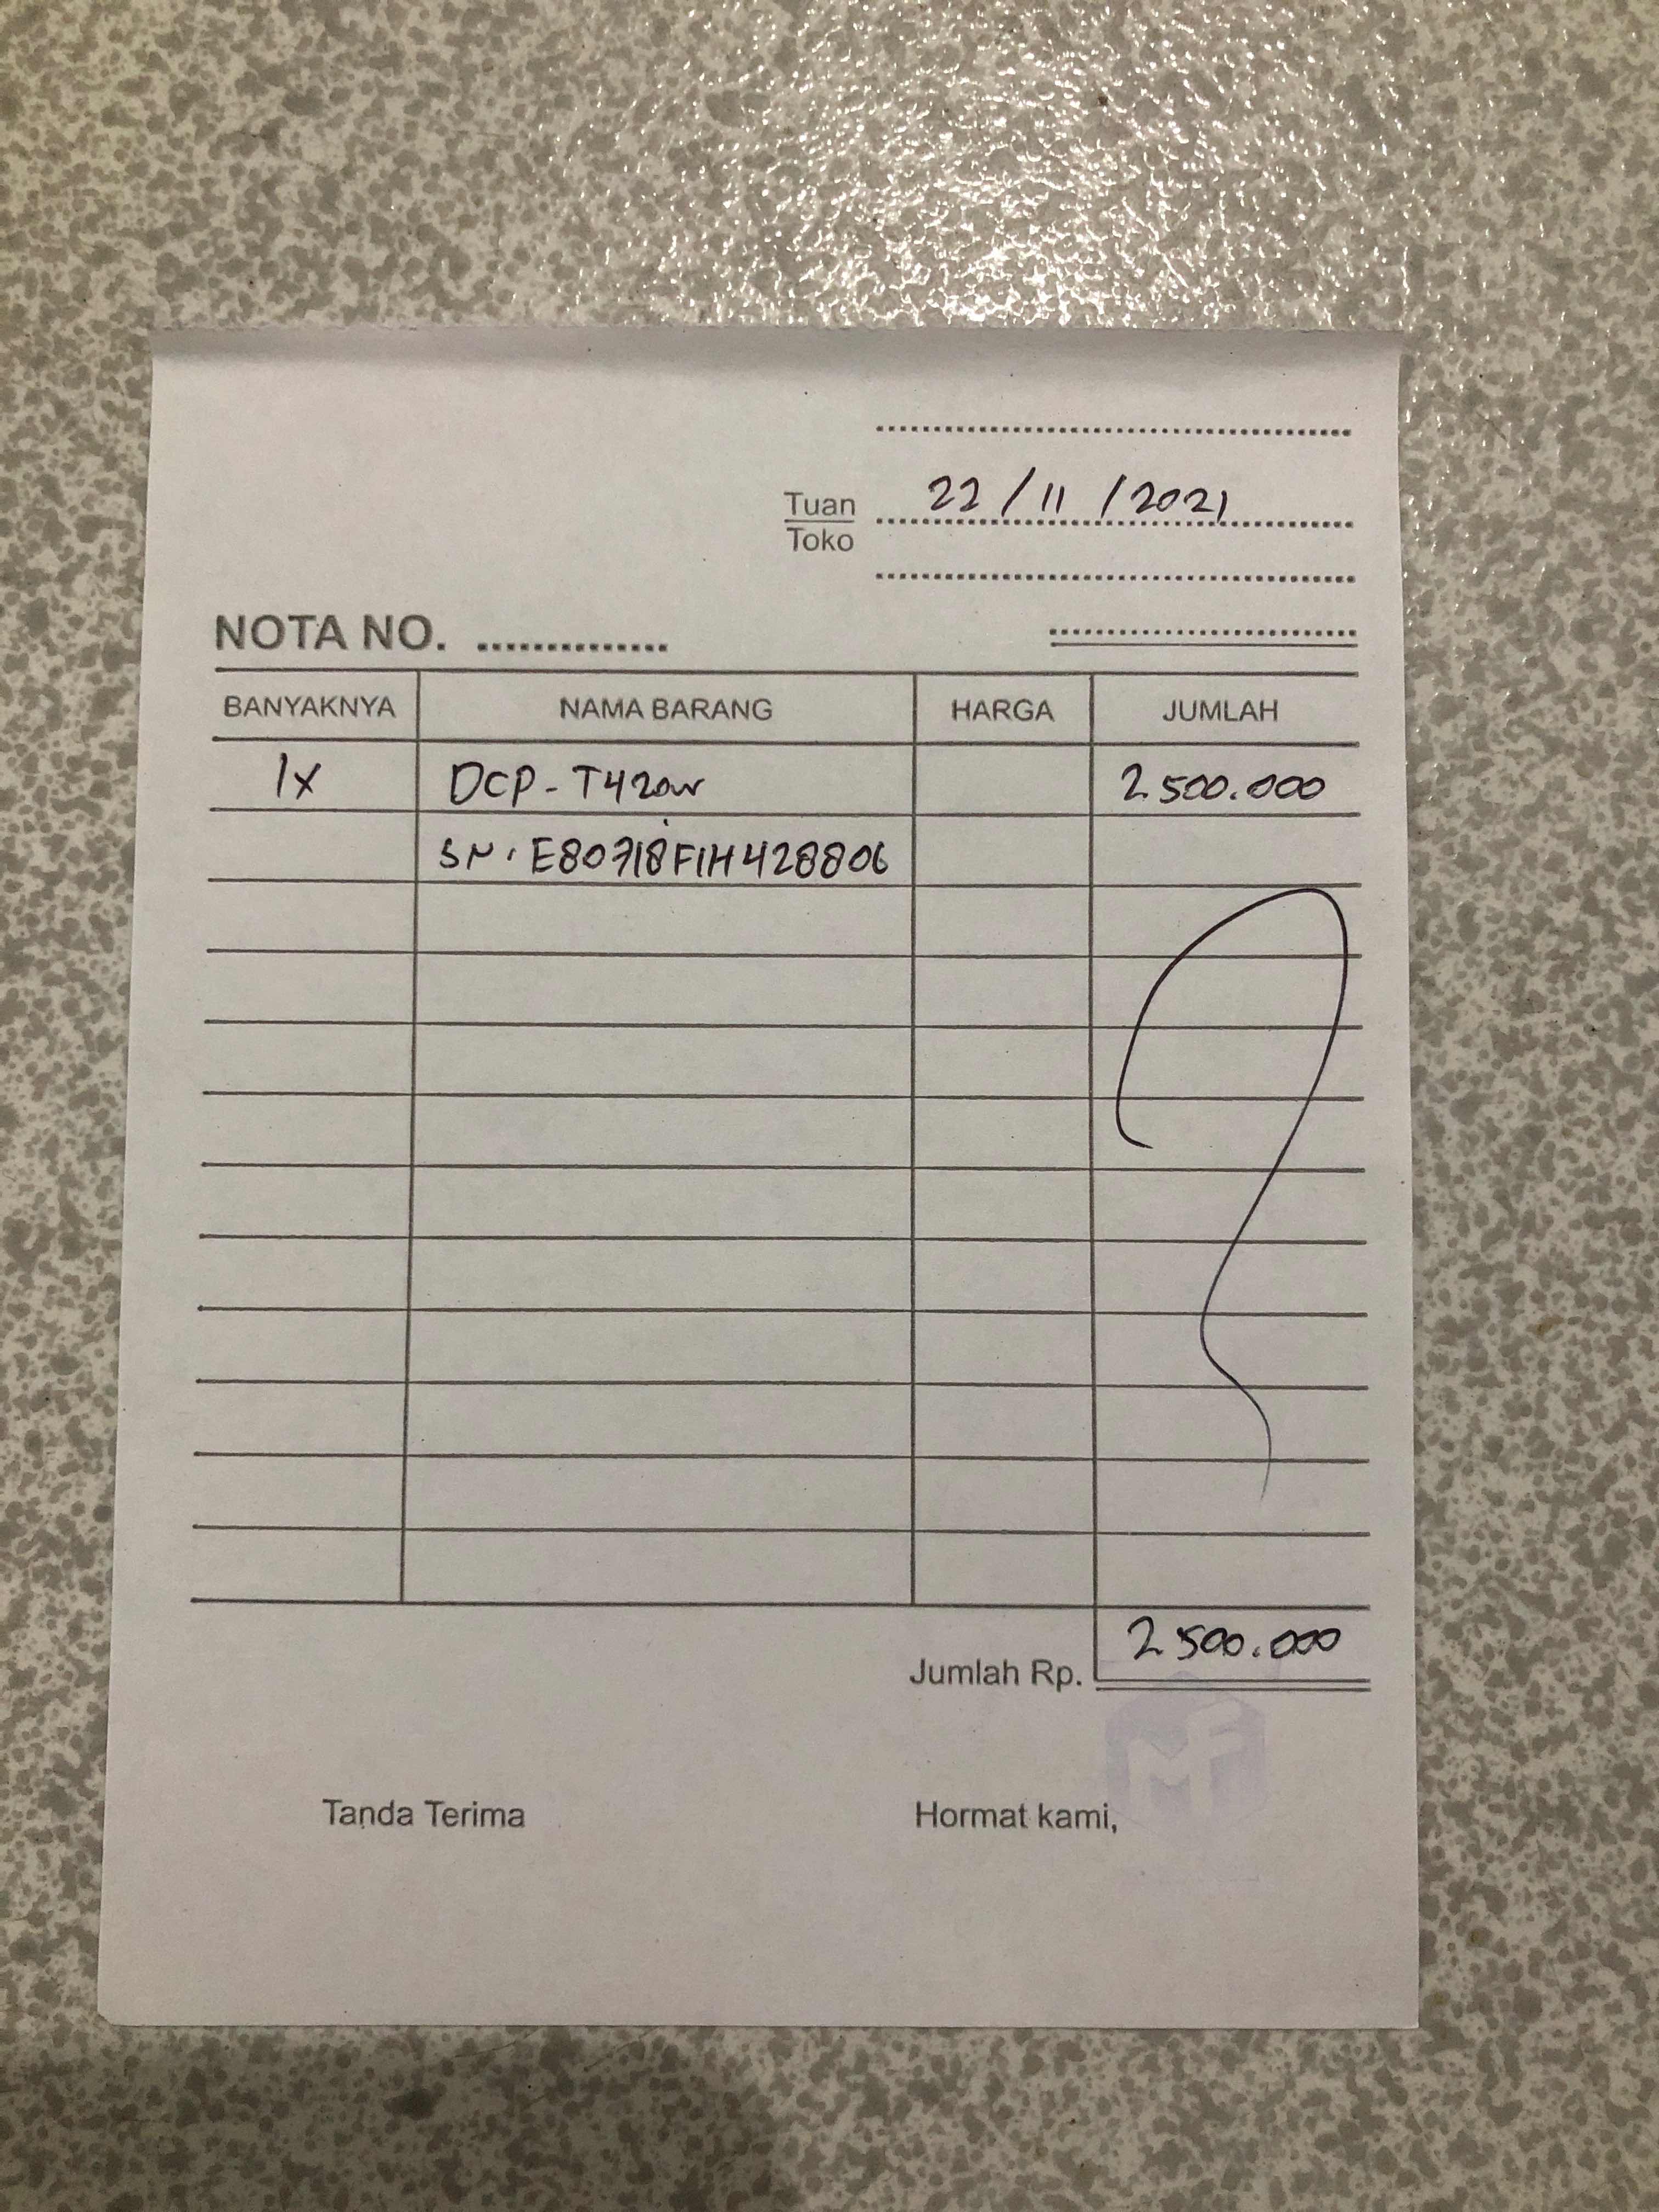 Tuan 22/11/2021
Toko
NOTA NO. ..............
BANYAKNYA NAMA BARANG HARGA JUMLAH
1x DCP-T420w 2.500.000
SN: E80718F1H428806
Jumlah Rp. 2.500.000
MF
Tanda Terima Hormat kami,